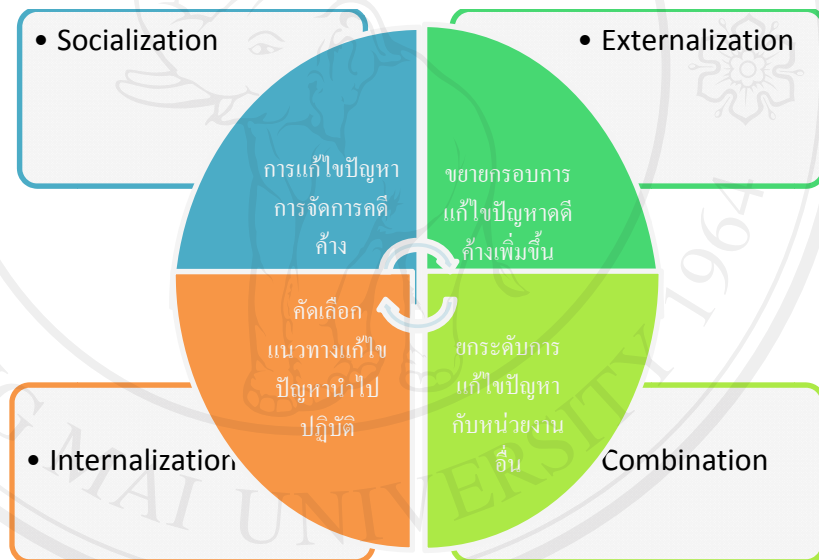 • Socialization
• Externalization
การแก้ไขปัญหา
การจัดการคดี
ค้าง
ขยายกรอบการ
แก้ไขปัญหาคดี
ค้างเพิ่มขึ้น
คัดเลือก
แนวทางแก้ไข
ปัญหานำไป
ปฏิบัติ
ยกระดับการ
แก้ไขปัญหา
กับหน่วยงาน
อื่น
• Internalization
Combination
G MAI UNIVERSITY 1964